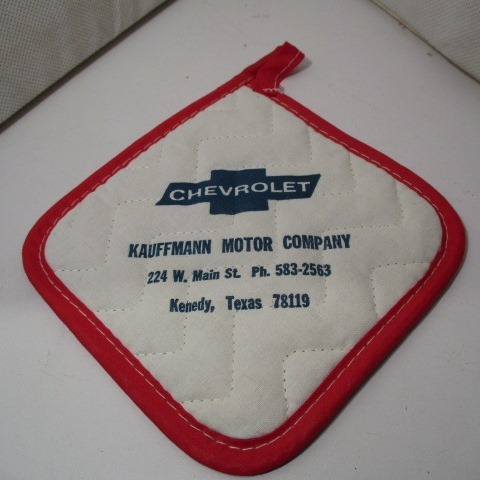 CHEVROLET
KAUFFMANN MOTOR COMPANY
224 W. Main St. Ph. 583-2563
Kenedy, Texas 78119